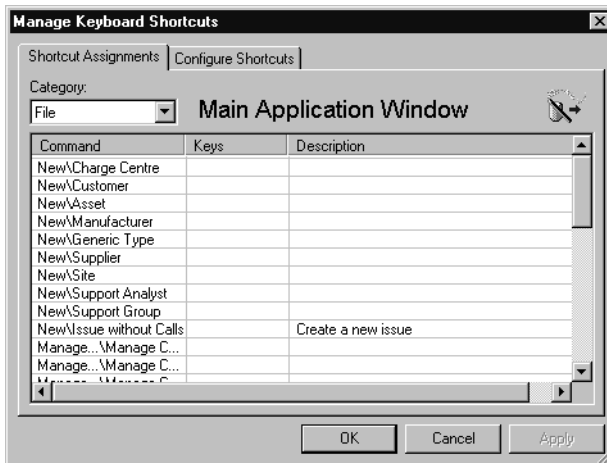 Manage Keyboard Shortcuts
Shortcut Assignments Configure Shortcuts
Category:
File Main Application Window
Command Keys Description
New\Charge Centre
New\Customer
New\Asset
New\Manufacturer
New\Generic Type
New\Supplier
New\Site
New\Support Analyst
New\Support Group
New\Issue without Calls Create a new issue
Manage...\Manage C...
Manage...\Manage C...
Manage...\Manage C...
OK Cancel Apply